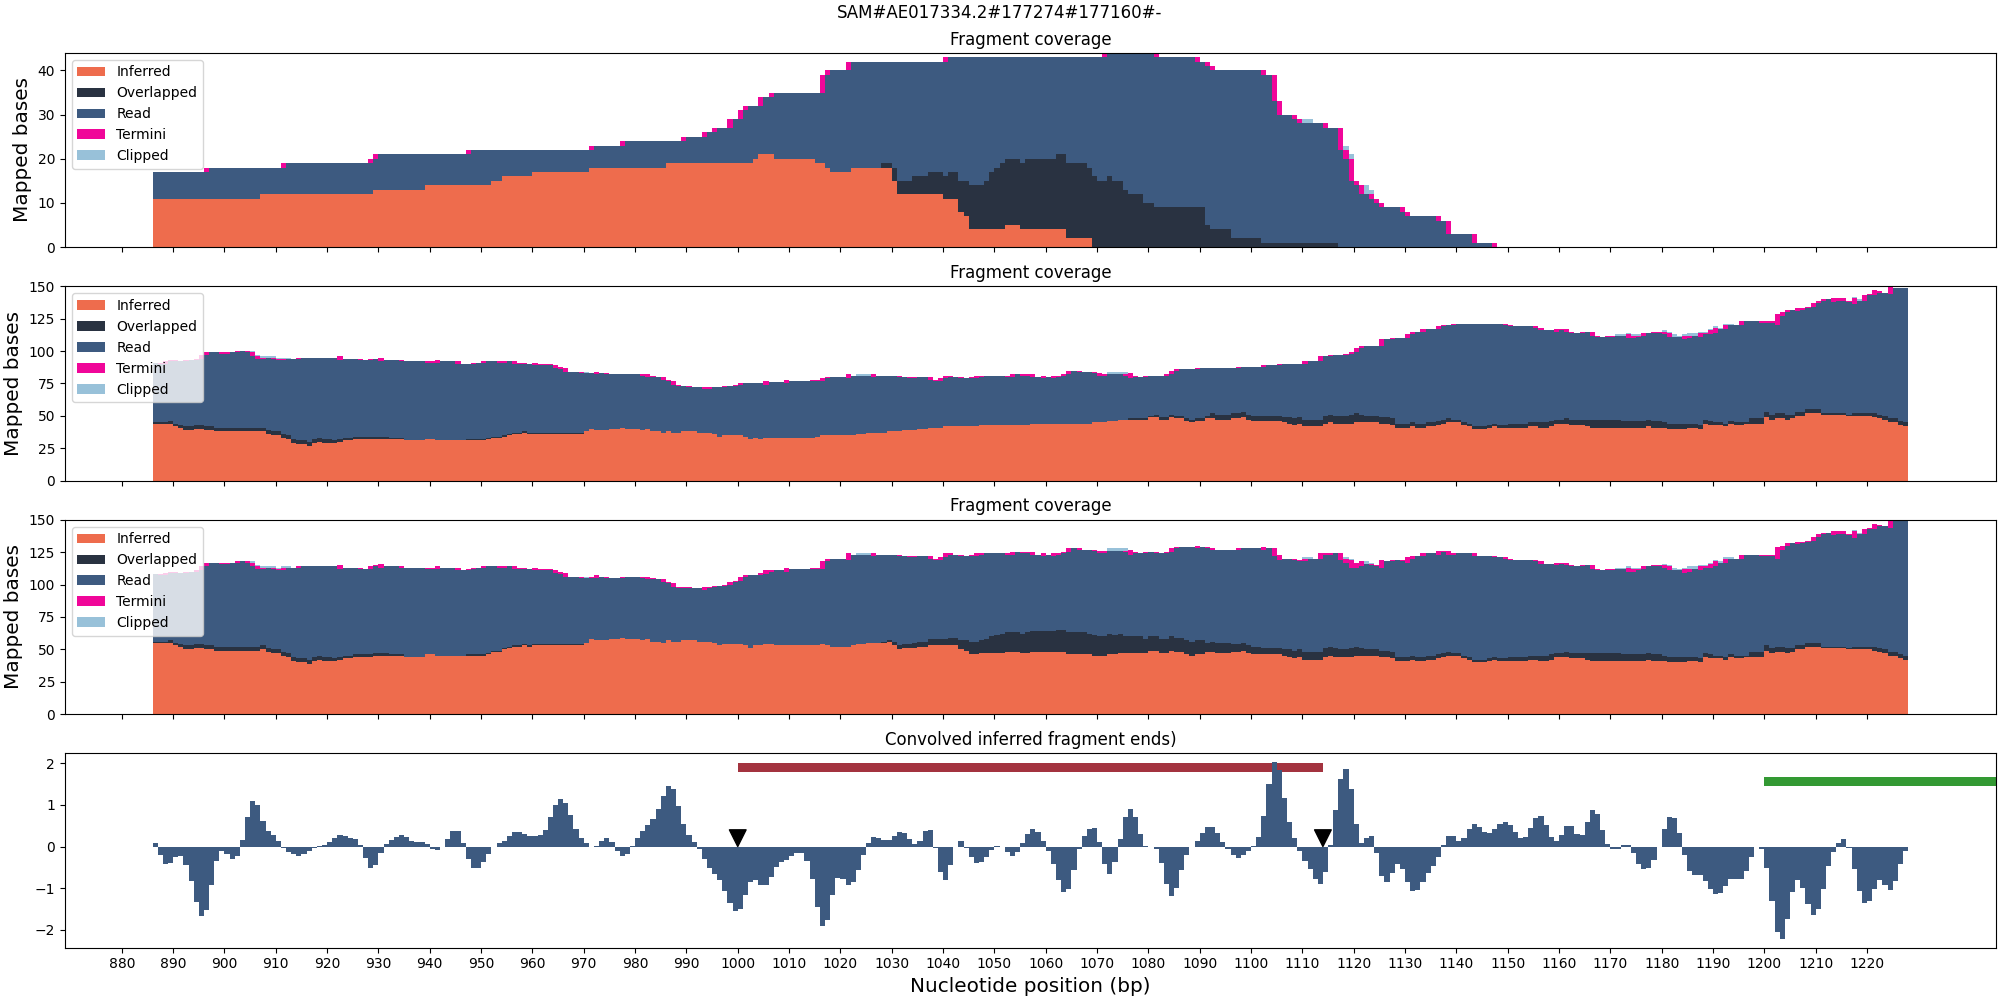 SAM#AE017334.2#177274#177160#-
Fragment coverage
Mapped bases
40
30
20
10
0
Inferred
Overlapped
Read
Termini
Clipped
Fragment coverage
Mapped bases
150
125
100
75
50
25
0
Inferred
Overlapped
Read
Termini
Clipped
Fragment coverage
Mapped bases
150
125
100
75
50
25
0
Inferred
Overlapped
Read
Termini
Clipped
Convolved inferred fragment ends)
2
1
0
−1
−2
880 890 900 910 920 930 940 950 960 970 980 990 1000 1010 1020 1030 1040 1050 1060 1070 1080 1090 1100 1110 1120 1130 1140 1150 1160 1170 1180 1190 1200 1210 1220
Nucleotide position (bp)